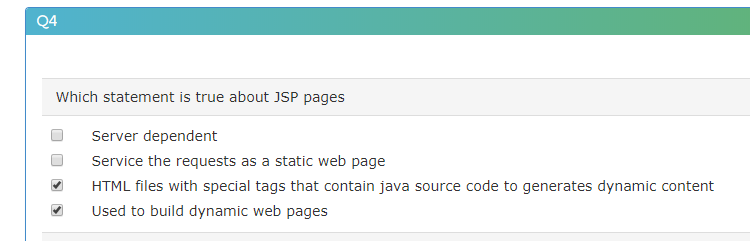 Q4
Which statement is true about JSP pages
Server dependent
Service the requests as a static web page
HTML files with special tags that contain java source code to generates dynamic content
Used to build dynamic web pages